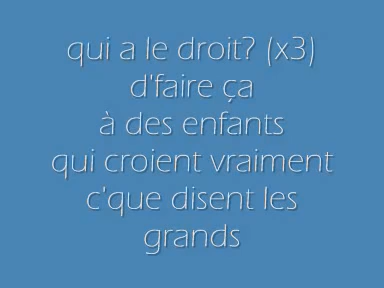 qui a le droit? (x3)
d'faire ça
à des enfants
qui croient vraiment
c'que disent les
grands